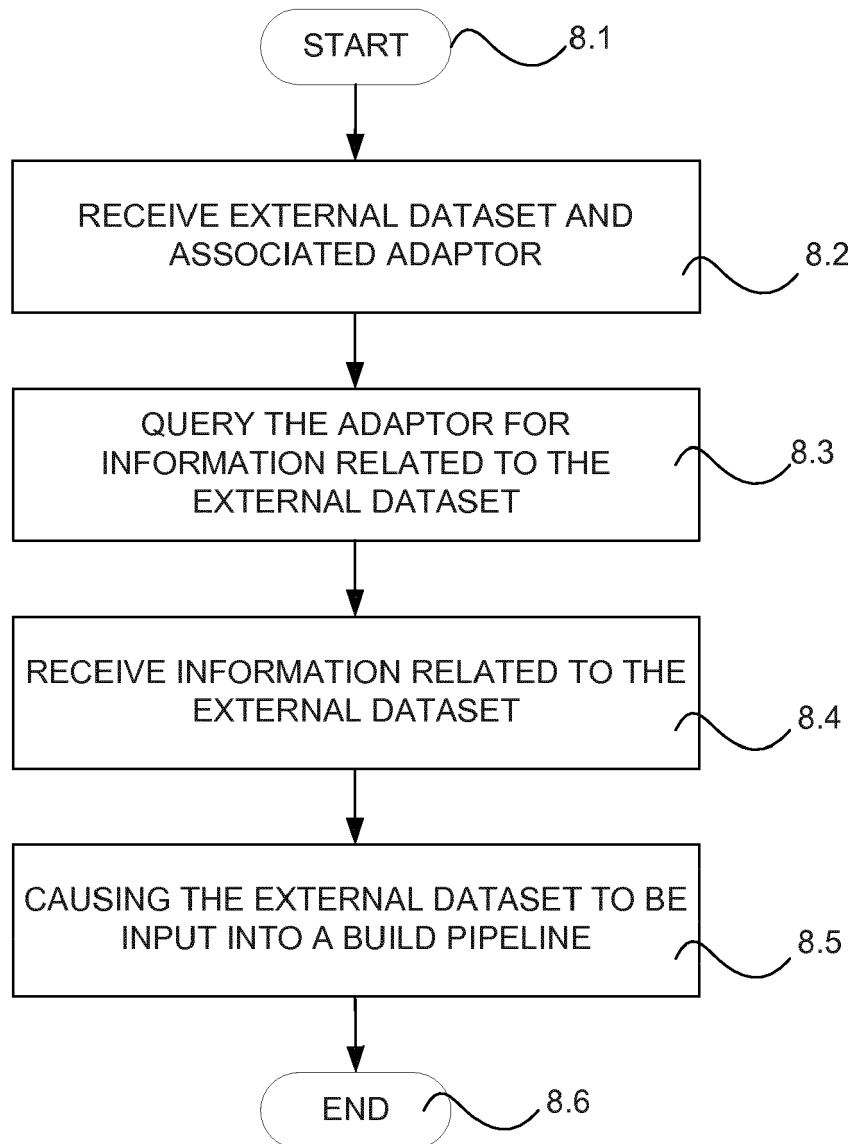 START
8.1
RECEIVE EXTERNAL DATASET AND
ASSOCIATED ADAPTOR
8.2
QUERY THE ADAPTOR FOR
INFORMATION RELATED TO THE
EXTERNAL DATASET
8.3
RECEIVE INFORMATION RELATED TO THE
EXTERNAL DATASET
8.4
CAUSING THE EXTERNAL DATASET TO BE
INPUT INTO A BUILD PIPELINE
8.5
END
8.6